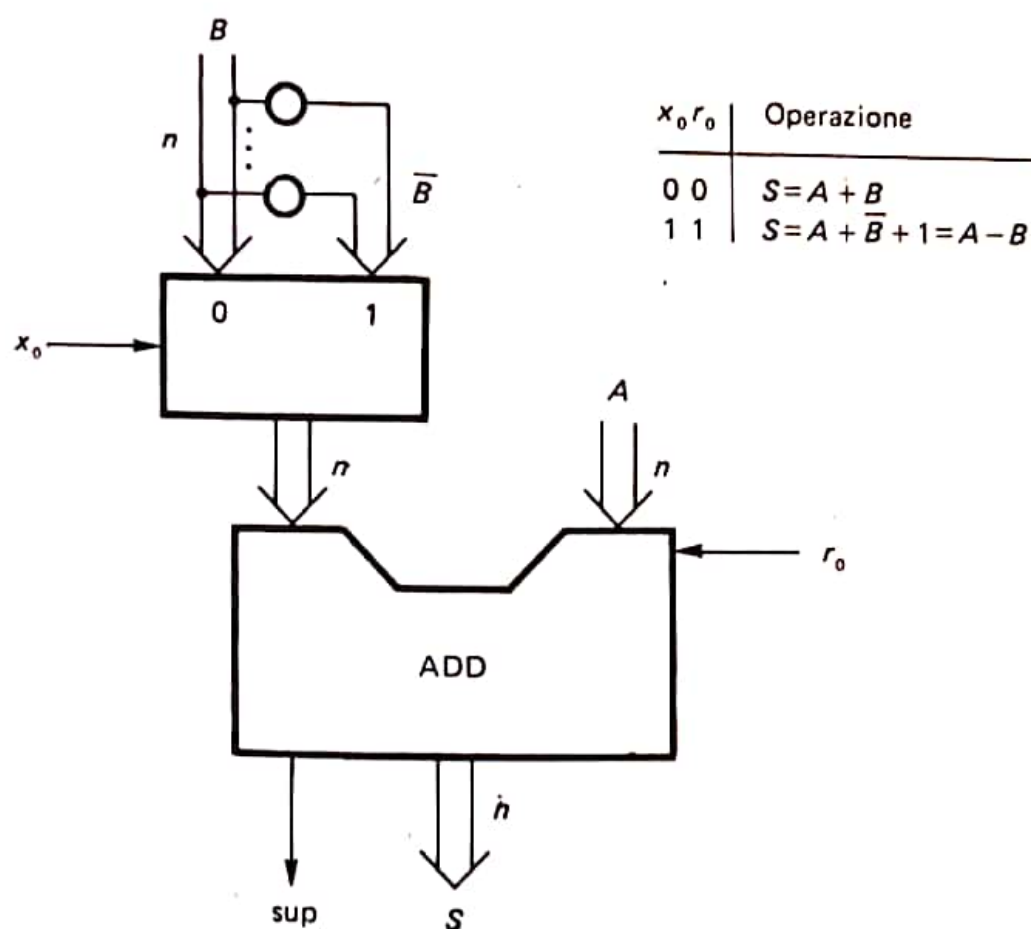 B
n
B̅
x₀ r₀ Operazione
0 0 S = A + B
1 1 S = A + B̅ + 1 = A − B
0 1
x₀
A
n
n
r₀
ADD
n
sup
S